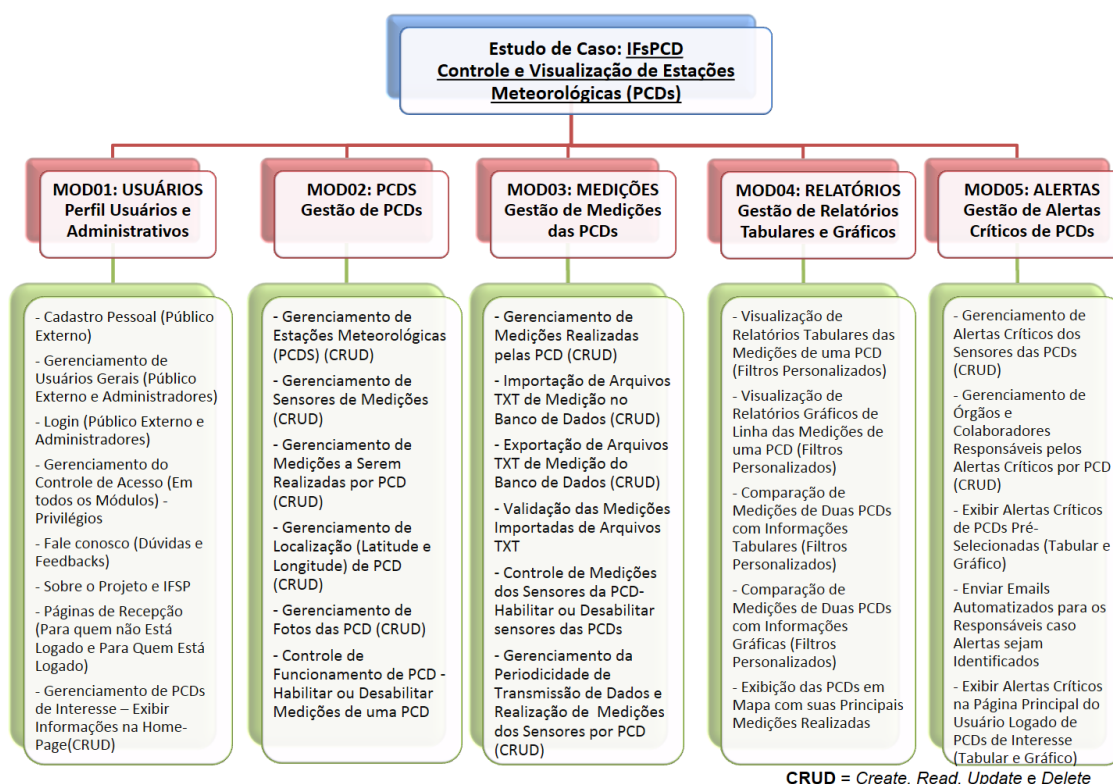 Estudo de Caso: IFsPCD
Controle e Visualização de Estações
Meteorológicas (PCDs)
MOD01: USUÁRIOS
Perfil Usuários e
Administrativos
- Cadastro Pessoal (Público
Externo)
- Gerenciamento de
Usuários Gerais (Público
Externo e Administradores)
- Login (Público Externo e
Administradores)
- Gerenciamento do
Controle de Acesso (Em
todos os Módulos) -
Privilégios
- Fale conosco (Dúvidas e
Feedbacks)
- Sobre o Projeto e IFSP
- Páginas de Recepção
(Para quem não Está
Logado e Para Quem Está
Logado)
- Gerenciamento de PCDs
de Interesse – Exibir
Informações na Home-
Page(CRUD)
MOD02: PCDS
Gestão de PCDs
- Gerenciamento de
Estações Meteorológicas
(PCDS) (CRUD)
- Gerenciamento de
Sensores de Medições
(CRUD)
- Gerenciamento de
Medições a Serem
Realizadas por PCD
(CRUD)
- Gerenciamento de
Localização (Latitude e
Longitude) de PCD
(CRUD)
- Gerenciamento de
Fotos das PCD (CRUD)
- Controle de
Funcionamento de PCD -
Habilitar ou Desabilitar
Medições de uma PCD
MOD03: MEDIÇÕES
Gestão de Medições
das PCDs
- Gerenciamento de
Medições Realizadas
pelas PCD (CRUD)
- Importação de Arquivos
TXT de Medição no
Banco de Dados (CRUD)
- Exportação de Arquivos
TXT de Medição do
Banco de Dados (CRUD)
- Validação das Medições
Importadas de Arquivos
TXT
- Controle de Medições
dos Sensores da PCD-
Habilitar ou Desabilitar
sensores das PCDs
- Gerenciamento da
Periodicidade de
Transmissão de Dados e
Realização de Medições
dos Sensores por PCD
(CRUD)
MOD04: RELATÓRIOS
Gestão de Relatórios
Tabulares e Gráficos
- Visualização de
Relatórios Tabulares das
Medições de uma PCD
(Filtros Personalizados)
- Visualização de
Relatórios Gráficos de
Linha das Medições de
uma PCD (Filtros
Personalizados)
- Comparação de
Medições de Duas PCDs
com Informações
Tabulares (Filtros
Personalizados)
- Comparação de
Medições de Duas PCDs
com Informações
Gráficas (Filtros
Personalizados)
- Exibição das PCDs em
Mapa com suas Principais
Medições Realizadas
MOD05: ALERTAS
Gestão de Alertas
Críticos de PCDs
- Gerenciamento de
Alertas Críticos dos
Sensores das PCDs
(CRUD)
- Gerenciamento de
Órgãos e
Colaboradores
Responsáveis pelos
Alertas Críticos por PCD
(CRUD)
- Exibir Alertas Críticos
de PCDs Pré-
Selecionadas (Tabular e
Gráfico)
- Enviar Emails
Automatizados para os
Responsáveis caso
Alertas sejam
Identificados
- Exibir Alertas Críticos
na Página Principal do
Usuário Logado de
PCDs de Interesse
(Tabular e Gráfico)
CRUD = Create, Read, Update e Delete